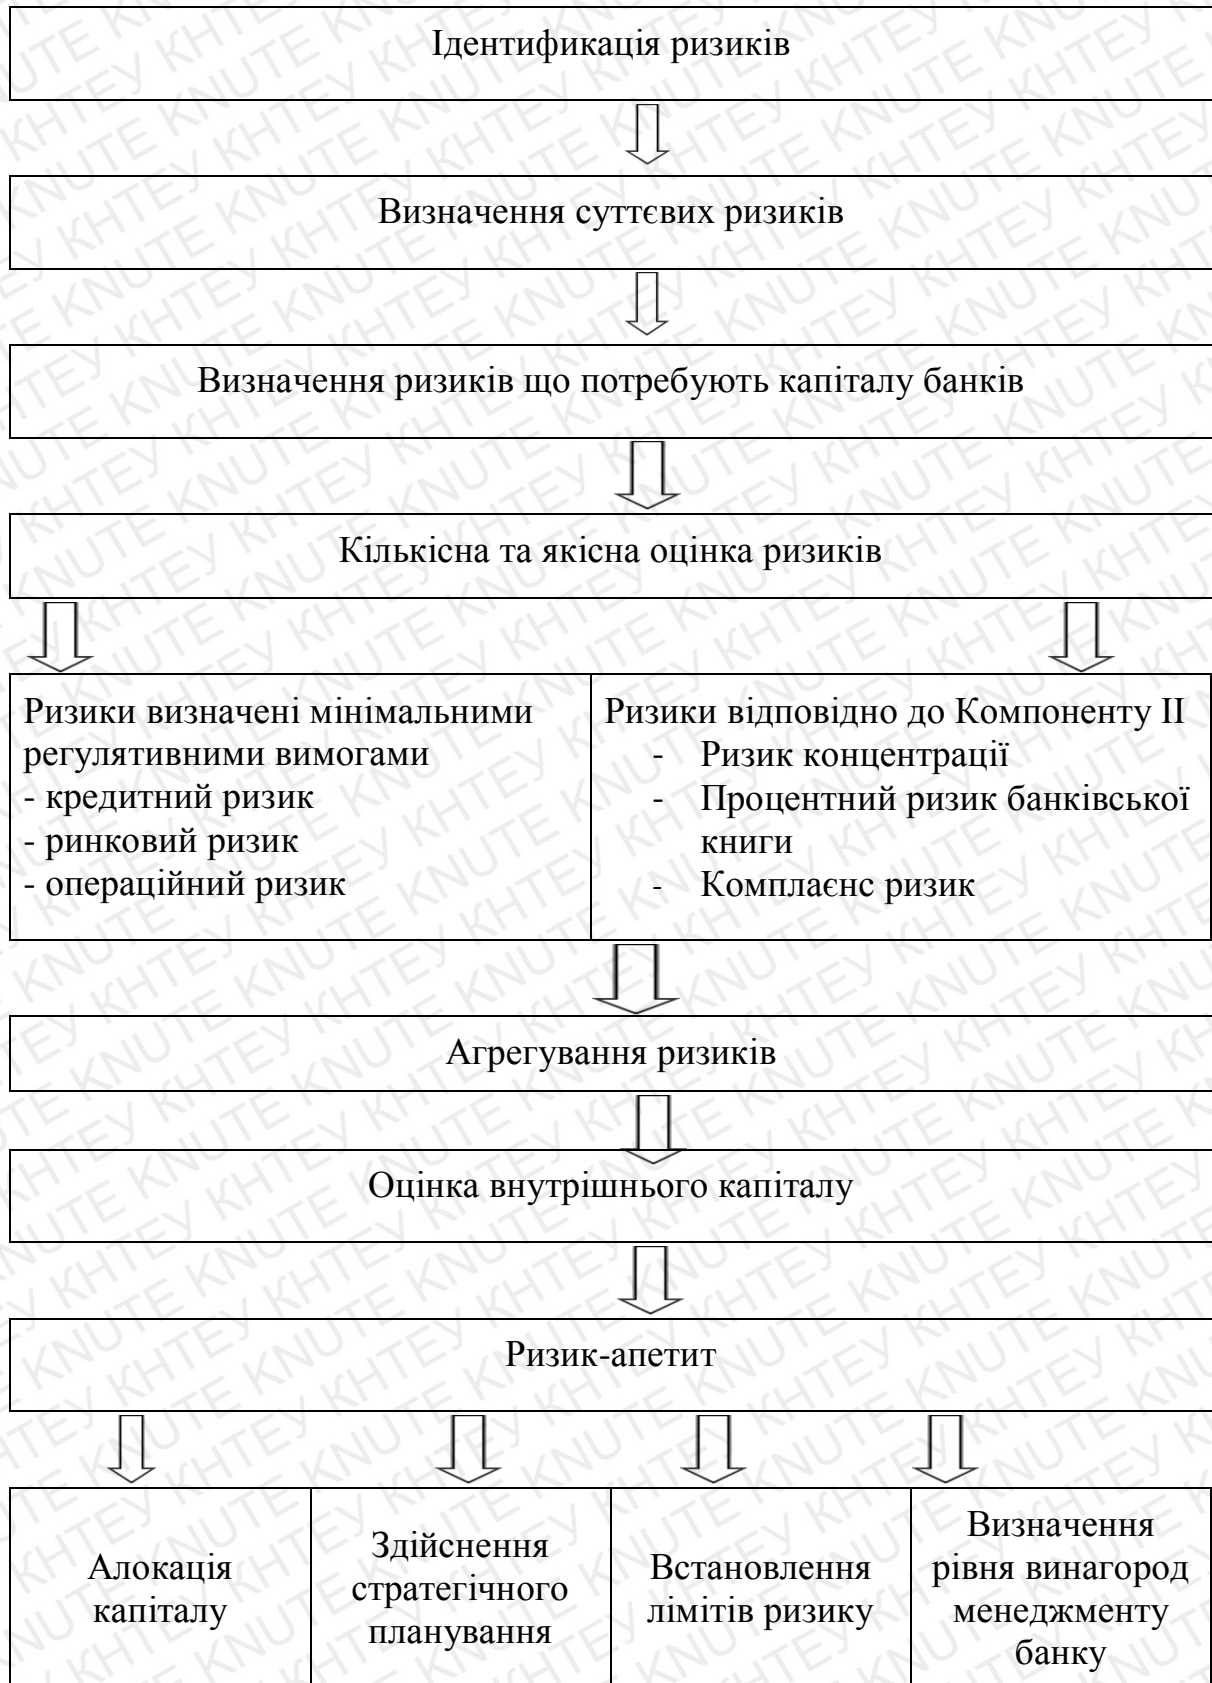 Ідентификація ризиків
Визначення суттєвих ризиків
Визначення ризиків що потребують капіталу банків
Кількісна та якісна оцінка ризиків
Ризики визначені мінімальними
регулятивними вимогами
- кредитний ризик
- ринковий ризик
- операційний ризик
Ризики відповідно до Компоненту II
- Ризик концентрації
- Процентний ризик банківської
книги
- Комплаєнс ризик
Агрегування ризиків
Оцінка внутрішнього капіталу
Ризик-апетит
Алокація
капіталу
Здійснення
стратегічного
планування
Встановлення
лімітів ризику
Визначення
рівня винагород
менеджменту
банку